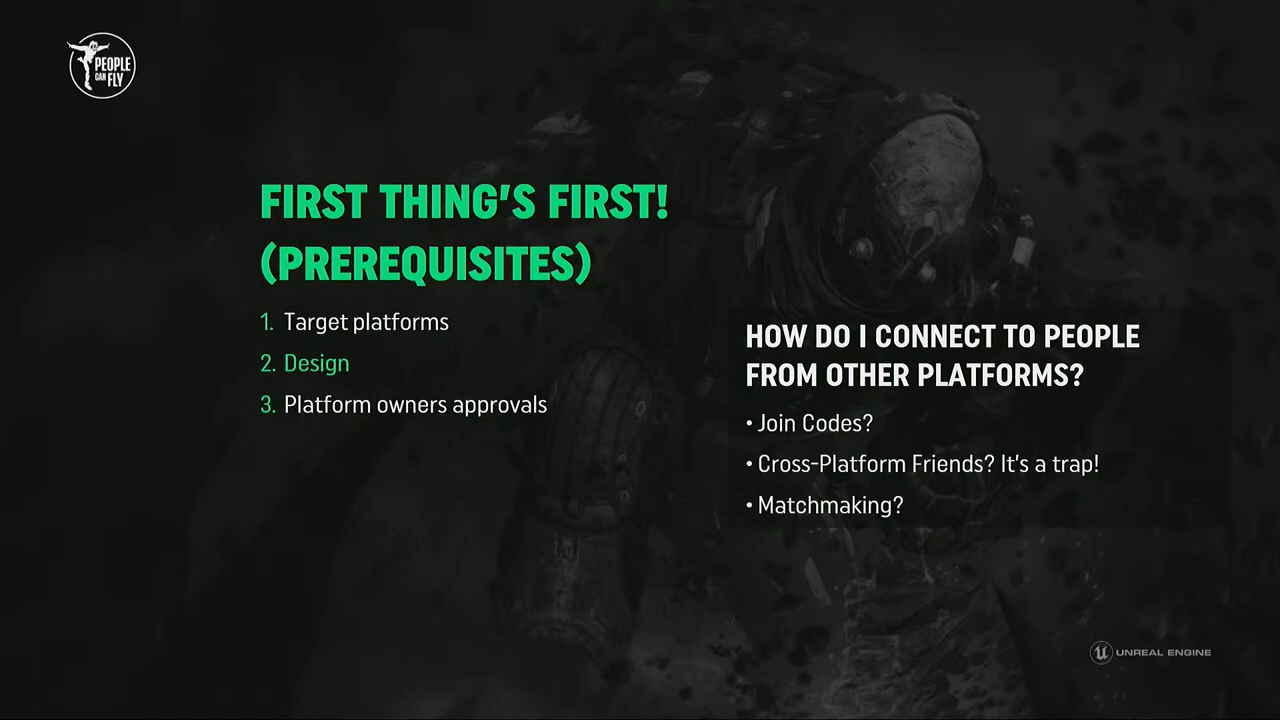 PEOPLE
CAN
FLY
FIRST THING'S FIRST!
(PREREQUISITES)
1. Target platforms
2. Design
3. Platform owners approvals
HOW DO I CONNECT TO PEOPLE
FROM OTHER PLATFORMS?
• Join Codes?
• Cross-Platform Friends? It's a trap!
• Matchmaking?
UNREAL ENGINE